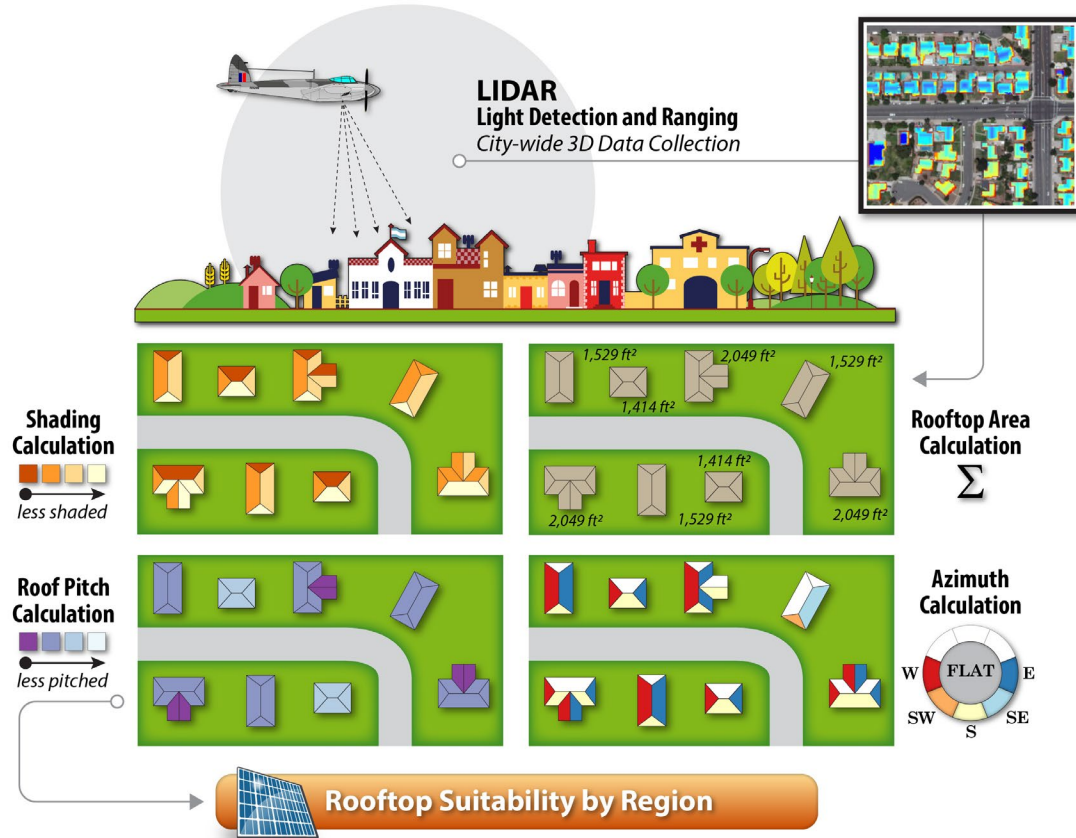 LIDAR
Light Detection and Ranging
City-wide 3D Data Collection
Shading
Calculation
less shaded
1,529 ft²
2,049 ft²
1,529 ft²
1,414 ft²
1,414 ft²
2,049 ft²
1,529 ft²
2,049 ft²
Rooftop Area
Calculation
Σ
Roof Pitch
Calculation
less pitched
Azimuth
Calculation
FLAT
W
E
SW
SE
S
Rooftop Suitability by Region